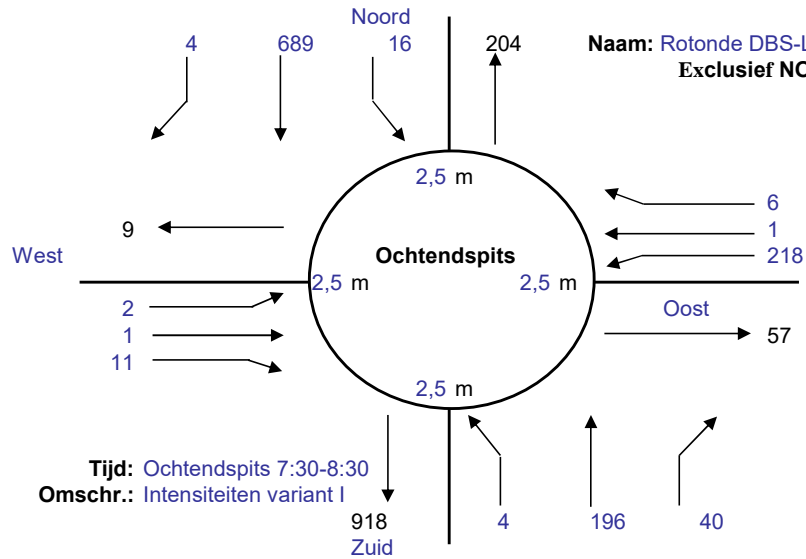 Noord
4 689 16 204
Naam: Rotonde DBS-L
Exclusief NO
2,5 m
6
9 1
West Ochtendspits 218
2,5 m 2,5 m
2 Oost
1 57
11
2,5 m
Tijd: Ochtendspits 7:30-8:30
Omschr.: Intensiteiten variant I
918 4 196 40
Zuid